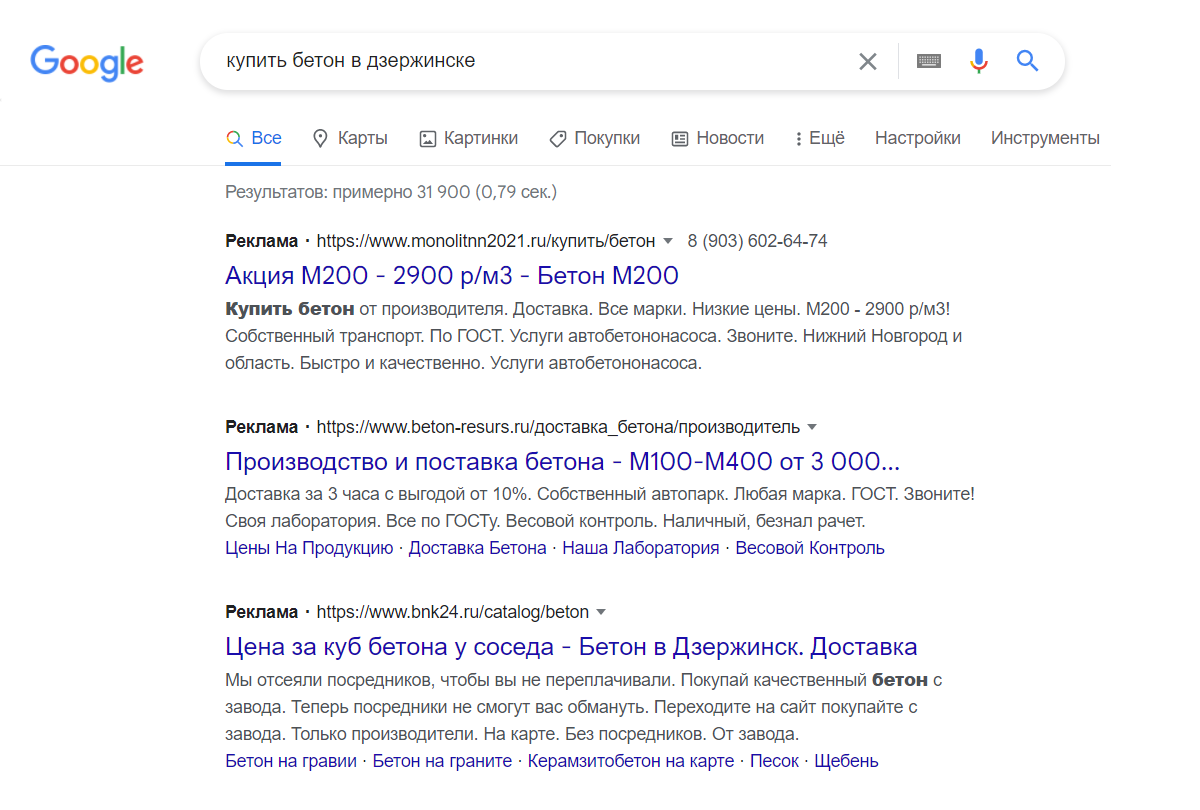 Google
купить бетон в дзержинске
Все
Карты
Картинки
Покупки
Новости
Ещё
Настройки
Инструменты
Результатов: примерно 31 900 (0,79 сек.)
Реклама · https://www.monolitnn2021.ru/купить/бетон 8 (903) 602-64-74
Акция М200 - 2900 р/м3 - Бетон М200
Купить бетон от производителя. Доставка. Все марки. Низкие цены. М200 - 2900 р/м3!
Собственный транспорт. По ГОСТ. Услуги автобетононасоса. Звоните. Нижний Новгород и
область. Быстро и качественно. Услуги автобетононасоса.
Реклама · https://www.beton-resurs.ru/доставка_бетона/производитель
Производство и поставка бетона - М100-М400 от 3 000...
Доставка за 3 часа с выгодой от 10%. Собственный автопарк. Любая марка. ГОСТ. Звоните!
Своя лаборатория. Все по ГОСТу. Весовой контроль. Наличный, безнал рачет.
Цены На Продукцию · Доставка Бетона · Наша Лаборатория · Весовой Контроль
Реклама · https://www.bnk24.ru/catalog/beton
Цена за куб бетона у соседа - Бетон в Дзержинск. Доставка
Мы отсеяли посредников, чтобы вы не переплачивали. Покупай качественный бетон с
завода. Теперь посредники не смогут вас обмануть. Переходите на сайт покупайте с
завода. Только производители. На карте. Без посредников. От завода.
Бетон на гравии · Бетон на граните · Керамзитобетон на карте · Песок · Щебень